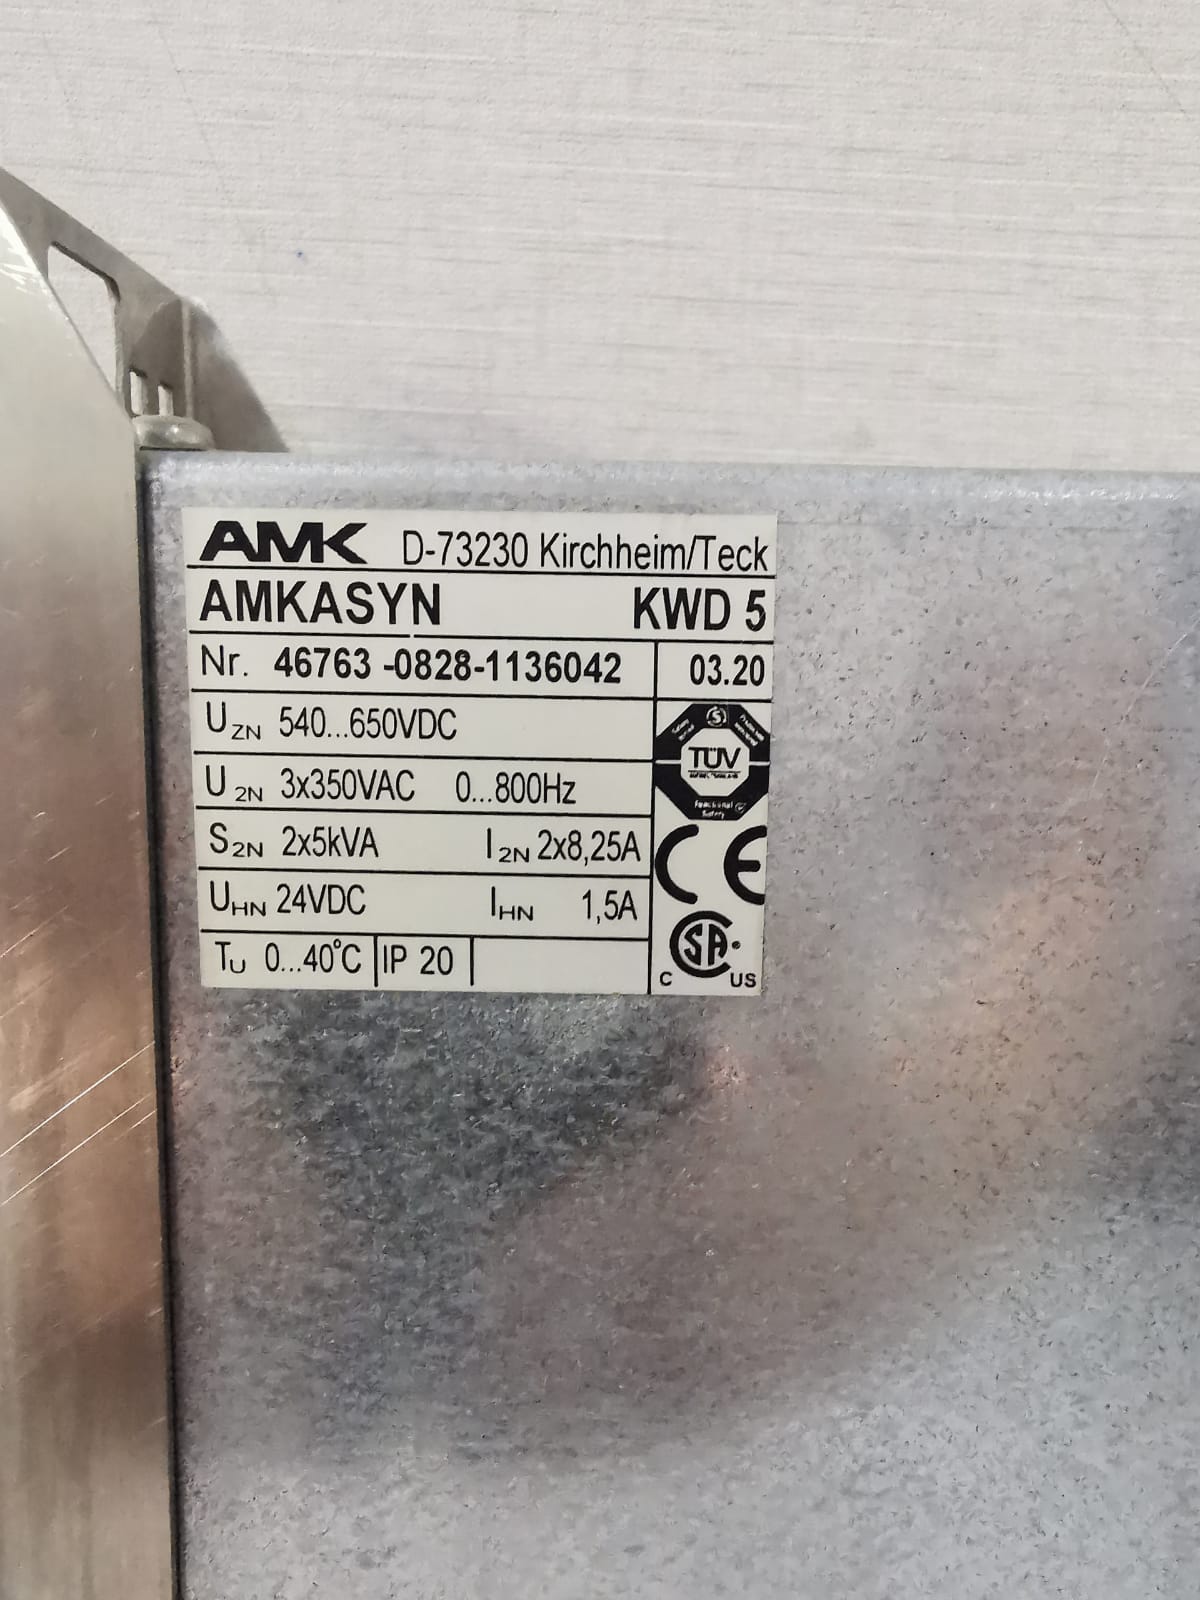 AMK D-73230 Kirchheim/Teck
AMKASYN KWD 5
Nr. 46763 -0828-1136042 03.20
UZN 540...650VDC
U2N 3x350VAC 0...800Hz
S2N 2x5kVA I2N 2x8,25A
UHN 24VDC IHN 1,5A
TU 0...40°C IP 20
TÜV
Functional
Safety
CE
C SA US